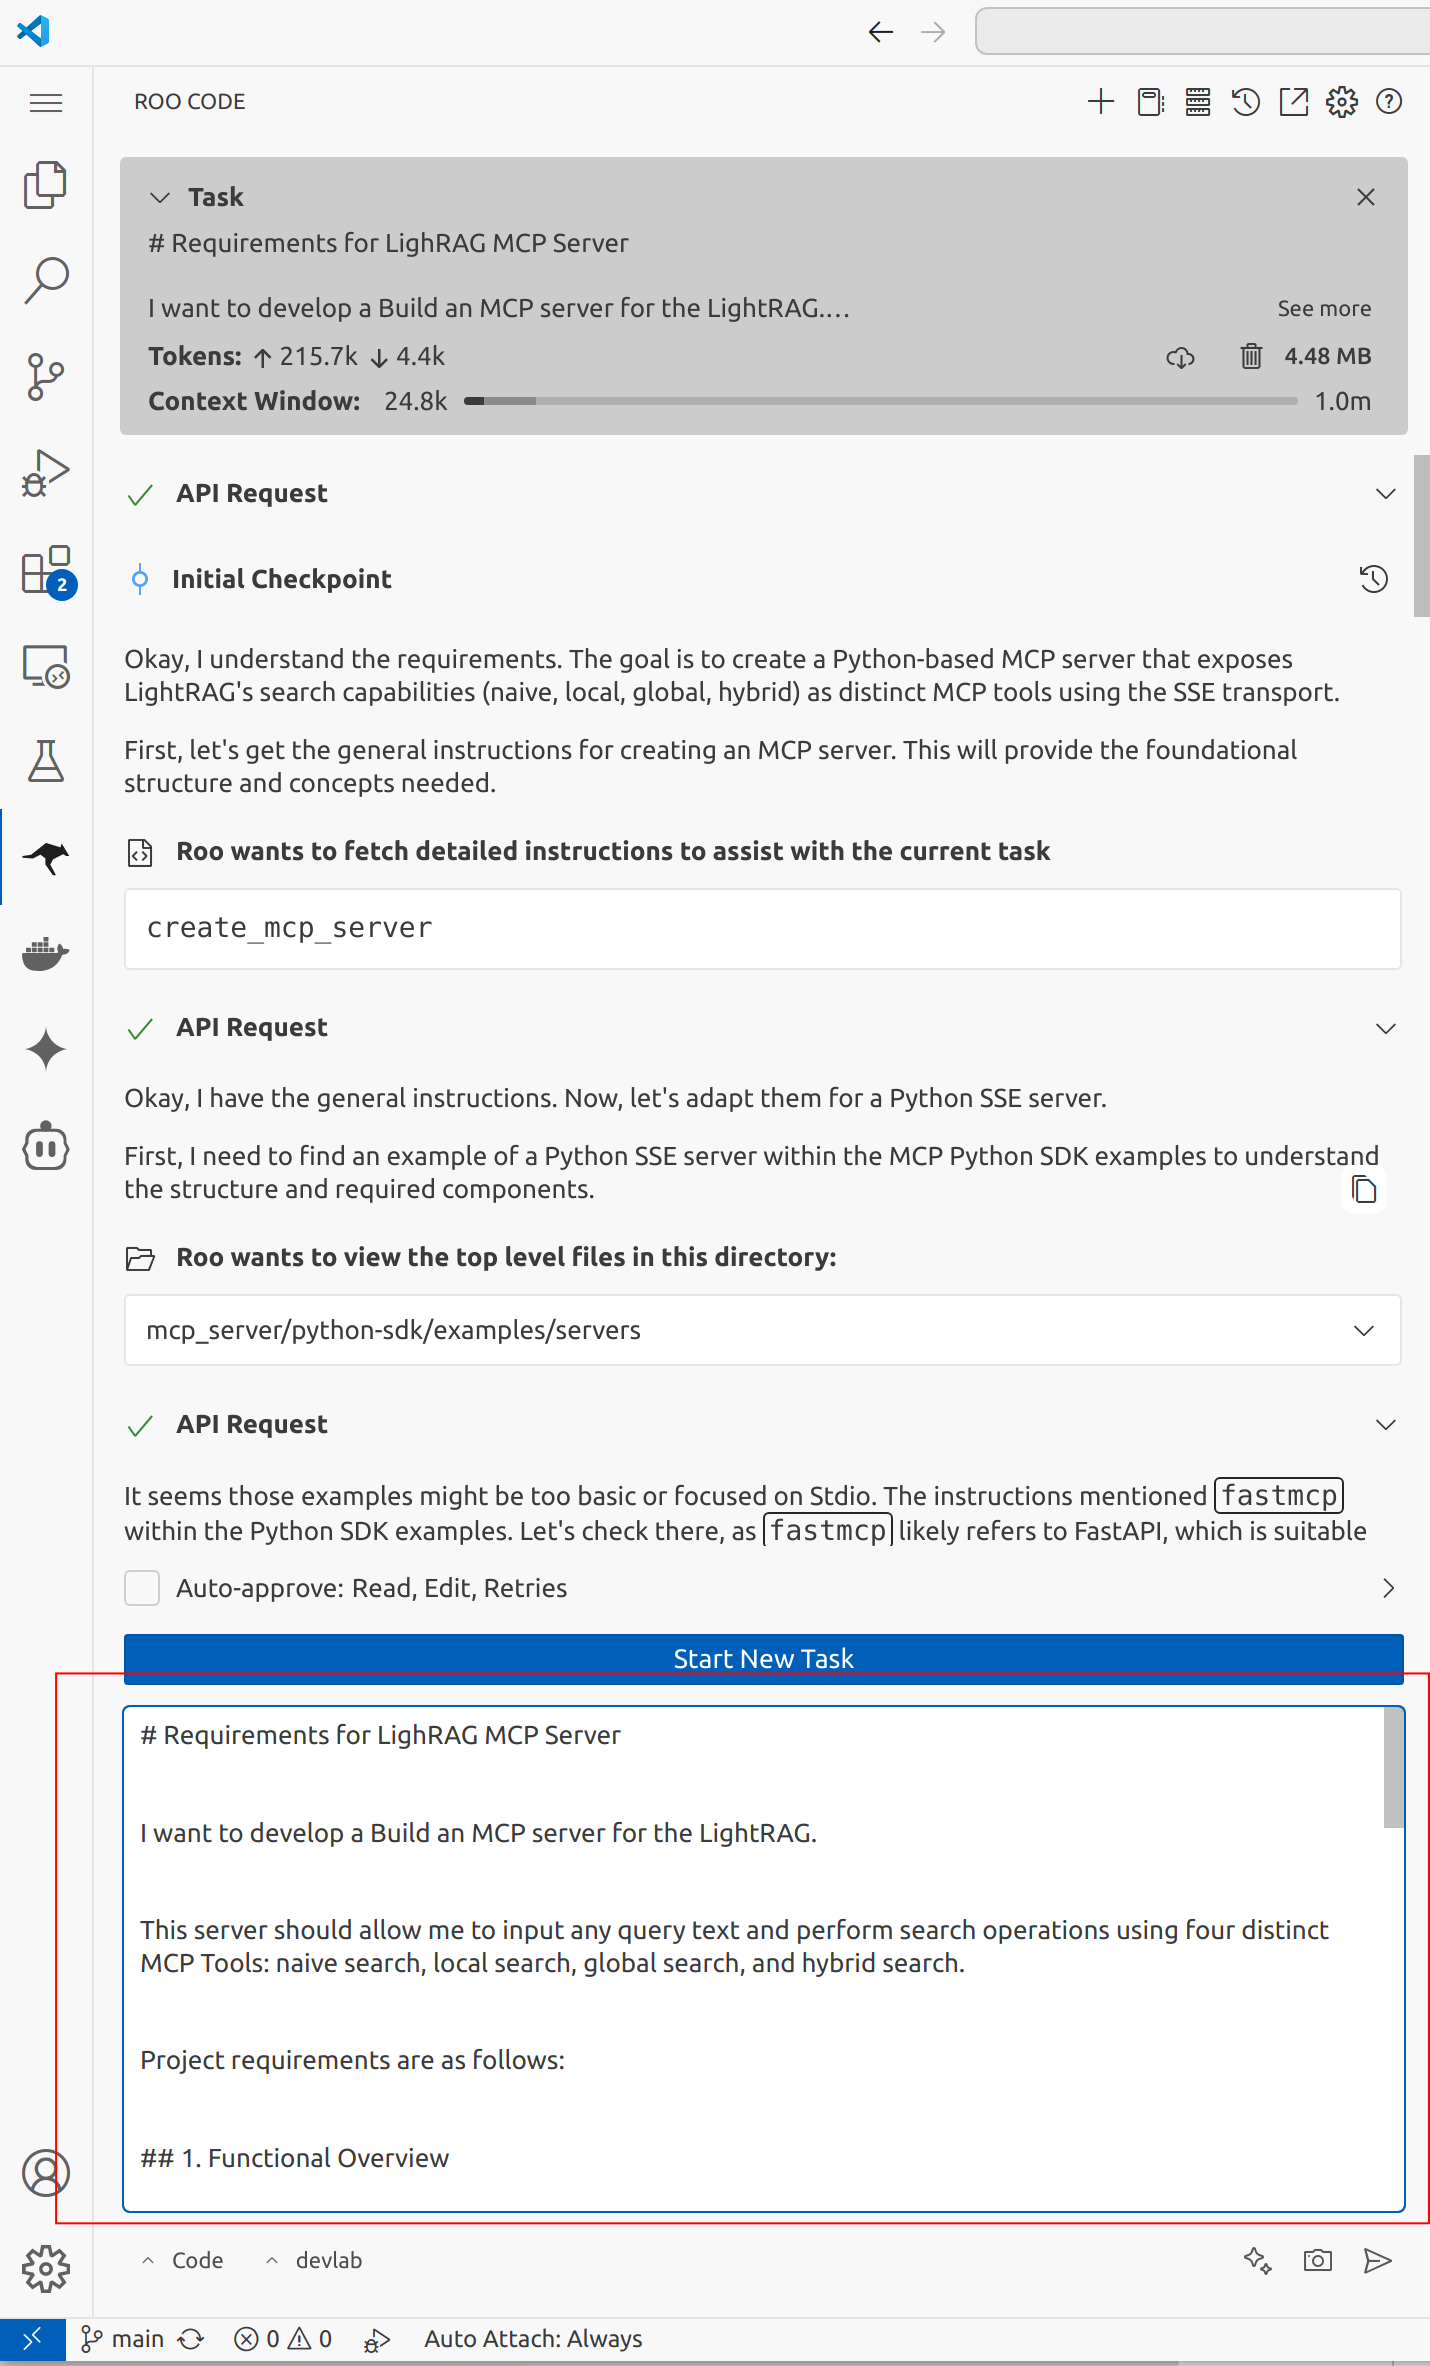 ROO CODE
Task
# Requirements for LighRAG MCP Server
I want to develop a Build an MCP server for the LightRAG.…
See more
Tokens: ↑ 215.7k ↓ 4.4k
4.48 MB
Context Window: 24.8k
1.0m
API Request
Initial Checkpoint
Okay, I understand the requirements. The goal is to create a Python-based MCP server that exposes
LightRAG's search capabilities (naive, local, global, hybrid) as distinct MCP tools using the SSE transport.
First, let's get the general instructions for creating an MCP server. This will provide the foundational
structure and concepts needed.
Roo wants to fetch detailed instructions to assist with the current task
create_mcp_server
2
API Request
Okay, I have the general instructions. Now, let's adapt them for a Python SSE server.
First, I need to find an example of a Python SSE server within the MCP Python SDK examples to understand
the structure and required components.
Roo wants to view the top level files in this directory:
mcp_server/python-sdk/examples/servers
API Request
It seems those examples might be too basic or focused on Stdio. The instructions mentioned fastmcp
within the Python SDK examples. Let's check there, as fastmcp likely refers to FastAPI, which is suitable
Auto-approve: Read, Edit, Retries
Start New Task
# Requirements for LighRAG MCP Server
I want to develop a Build an MCP server for the LightRAG.
This server should allow me to input any query text and perform search operations using four distinct
MCP Tools: naive search, local search, global search, and hybrid search.
Project requirements are as follows:
## 1. Functional Overview
Code
devlab
main
0
0
Auto Attach: Always